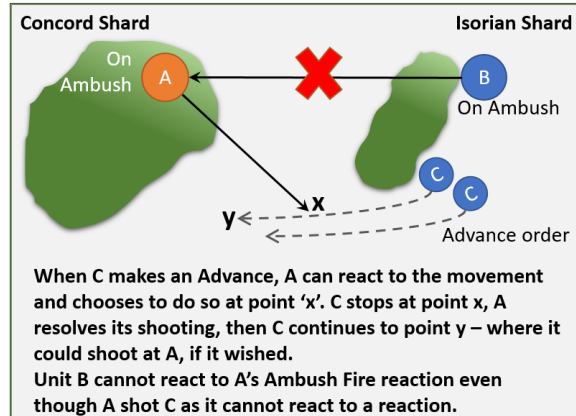 Concord Shard
Isorian Shard
On
Ambush
A
B
On Ambush
C
C
x
y
Advance order
When C makes an Advance, A can react to the movement
and chooses to do so at point ‘x’. C stops at point x, A
resolves its shooting, then C continues to point y – where it
could shoot at A, if it wished.
Unit B cannot react to A’s Ambush Fire reaction even
though A shot C as it cannot react to a reaction.